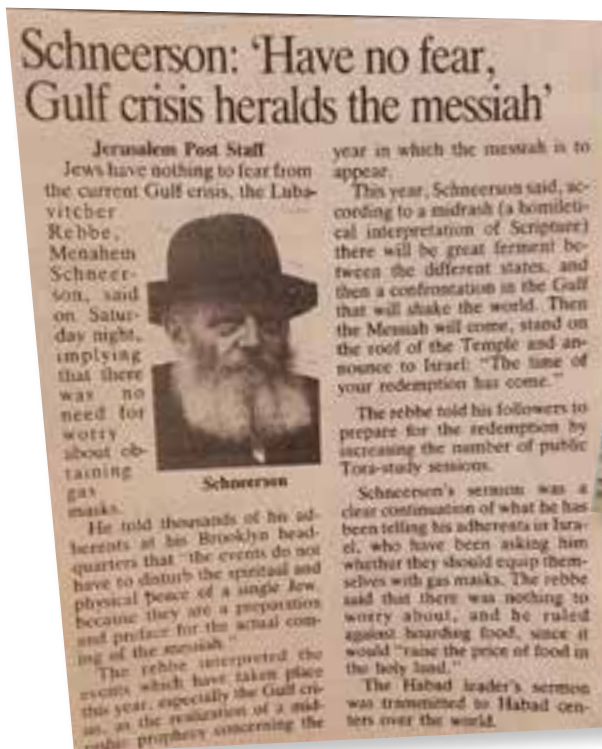 Schneerson: 'Have no fear,
Gulf crisis heralds the messiah'
Jerusalem Post Staff
Jews have nothing to fear from
the current Gulf crisis, the Luba-
vitcher
Rebbe,
Menahem
Schneer-
son, said
on Satur-
day night,
implying
that there
was no
need for
worry
about ob-
taining
gas
masks.
Schneerson
He told thousands of his ad-
herents at his Brooklyn head-
quarters that "the events do not
have to disturb the spiritual and
physical peace of a single Jew
because they are a preparation
and preface for the actual com-
ing of the messiah."
The rebbe interpreted the
events which have taken place
this year, especially the Gulf cri-
sis, as the realization of a mid-
prophecy concerning the
year in which the messiah is to
appear.
This year, Schneerson said, ac-
cording to a midrash (a homileti-
cal interpretation of Scripture)
there will be great ferment be-
tween the different states, and
then a confrontation in the Gulf
that will shake the world. Then
the Messiah will come, stand on
the roof of the Temple and an-
nounce to Israel: "The time of
your redemption has come."
The rebbe told his followers to
prepare for the redemption by
increasing the number of public
Tora-study sessions.
Schneerson's sermon was a
clear continuation of what he has
been telling his adherents in Isra-
el, who have been asking him
whether they should equip them-
selves with gas masks. The rebbe
said that there was nothing to
worry about, and he ruled
against hoarding food, since it
would "raise the price of food in
the holy land."
The Habad leader's sermon
was transmitted to Habad cen-
ters over the world.